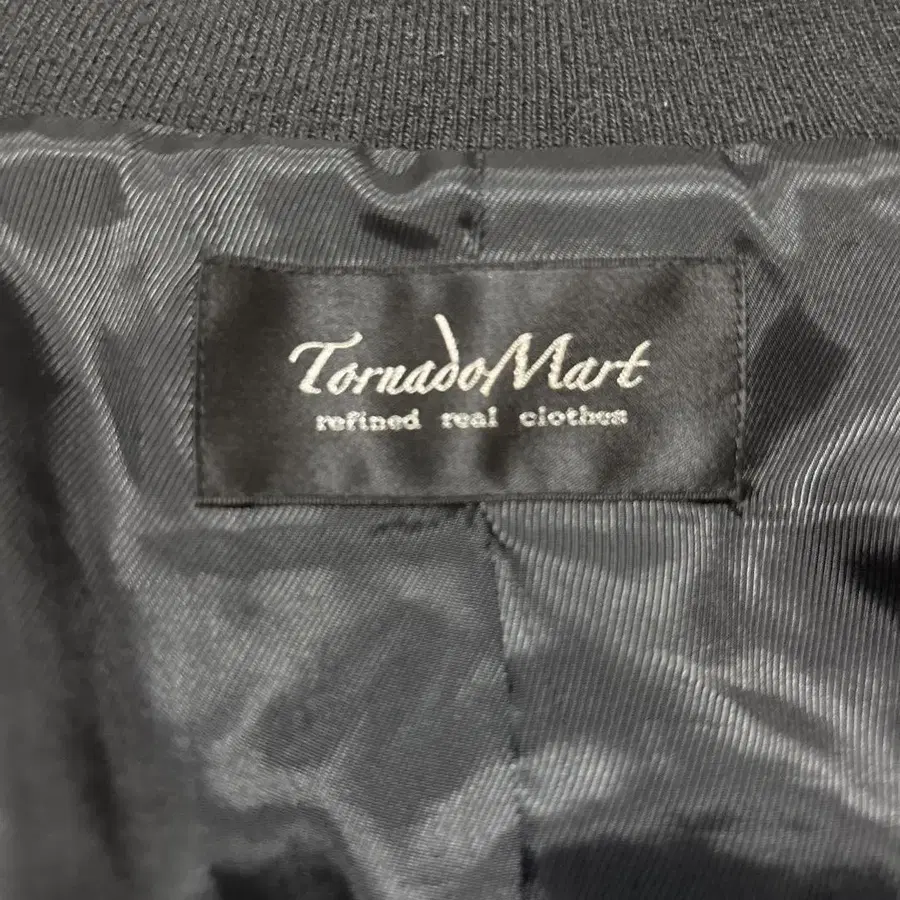 TornadoMart
refined real clothes